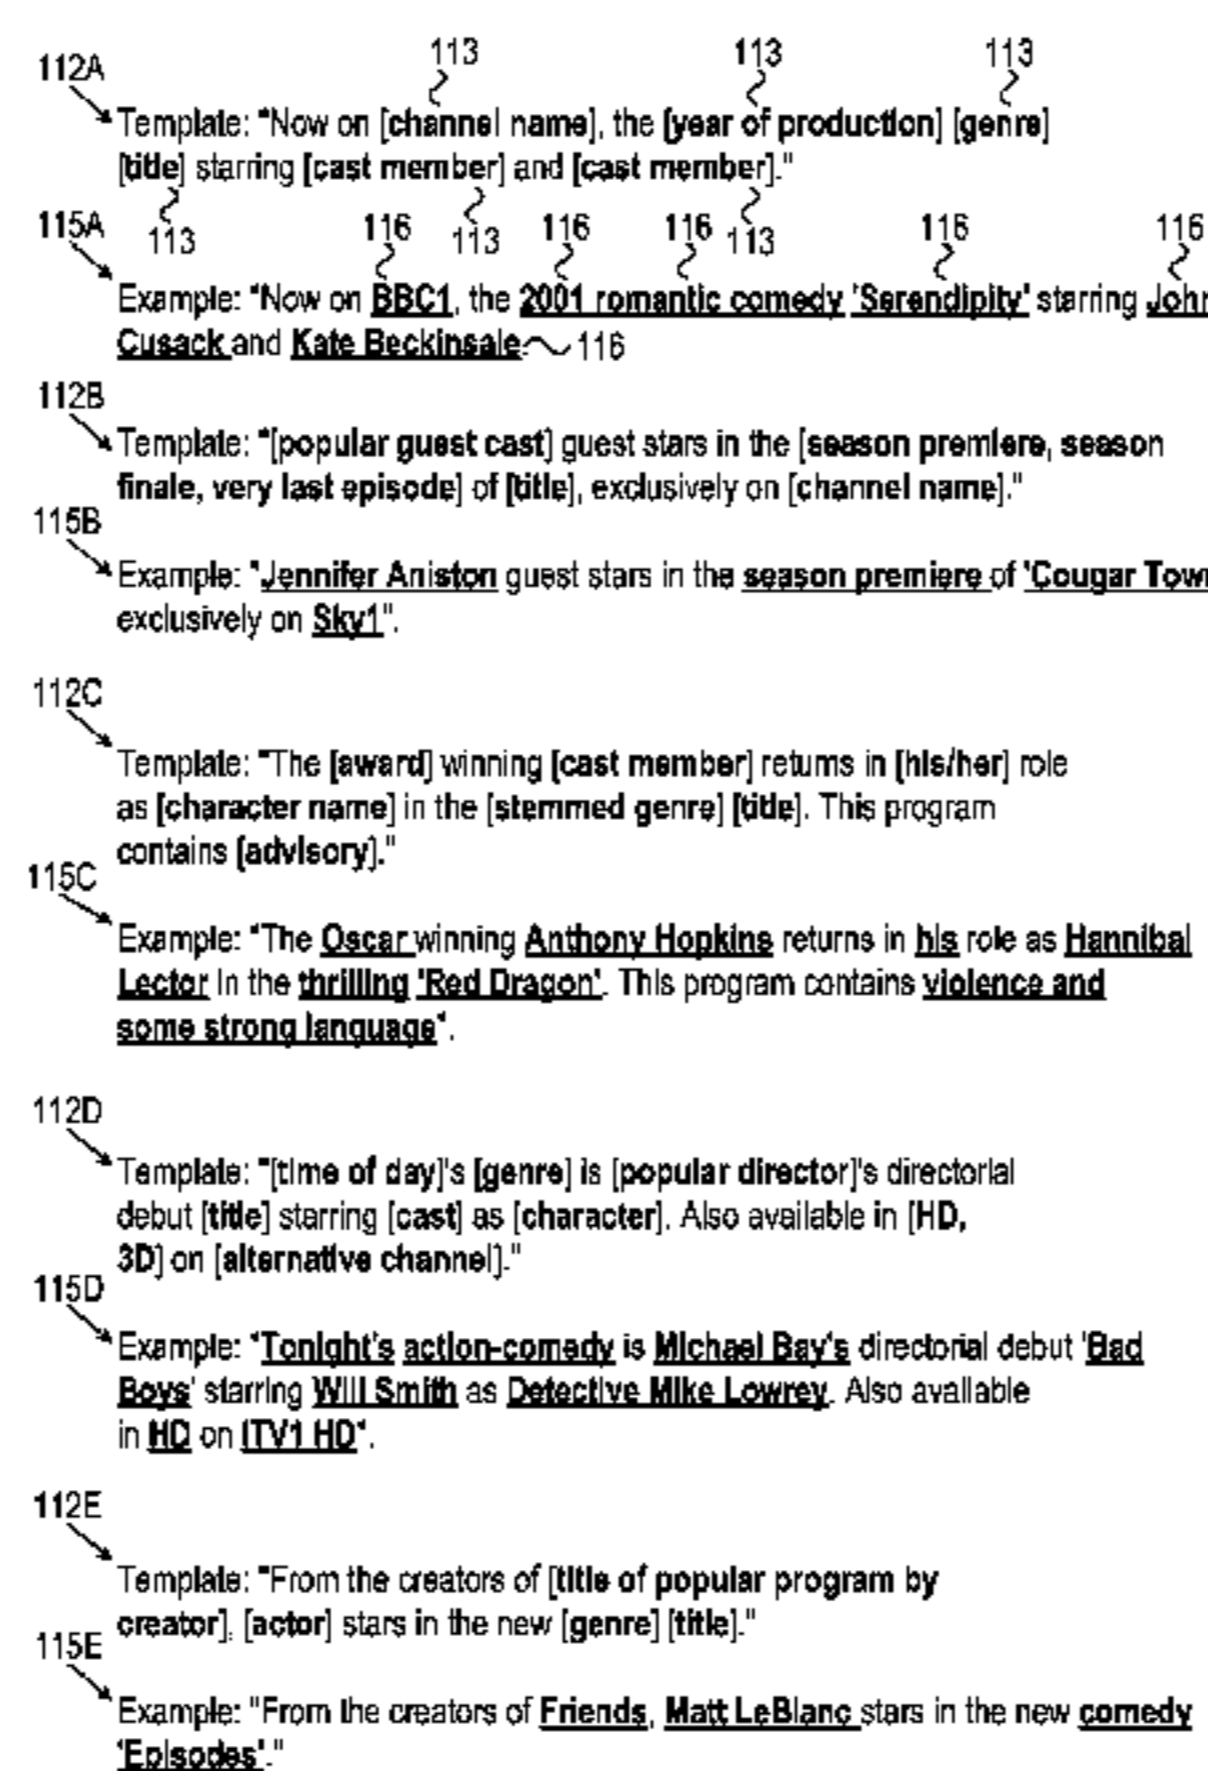 113 113 113
112A
Template: "Now on [channel name], the [year of production] [genre]
[title] starring [cast member] and [cast member]."
115A 113 116 113 116 116 113 116 116
Example: "Now on BBC1, the 2001 romantic comedy 'Serendipity' starring John
Cusack and Kate Beckinsale. 116
112B
Template: "[popular guest cast] guest stars in the [season premiere, season
finale, very last episode] of [title], exclusively on [channel name]."
115B
Example: "Jennifer Aniston guest stars in the season premiere of 'Cougar Town
exclusively on Sky1".
112C
Template: "The [award] winning [cast member] returns in [his/her] role
as [character name] in the [stemmed genre] [title]. This program
contains [advisory]."
115C
Example: "The Oscar winning Anthony Hopkins returns in his role as Hannibal
Lector In the thrilling 'Red Dragon'. This program contains violence and
some strong language".
112D
Template: "[time of day]'s [genre] is [popular director]'s directorial
debut [title] starring [cast] as [character]. Also available in [HD,
3D] on [alternative channel]."
115D
Example: "Tonight's action-comedy is Michael Bay's directorial debut 'Bad
Boys' starring Will Smith as Detective Mike Lowrey. Also available
in HD on ITV1 HD".
112E
Template: "From the creators of [title of popular program by
creator], [actor] stars in the new [genre] [title]."
115E
Example: "From the creators of Friends, Matt LeBlanc stars in the new comedy
'Episodes'."